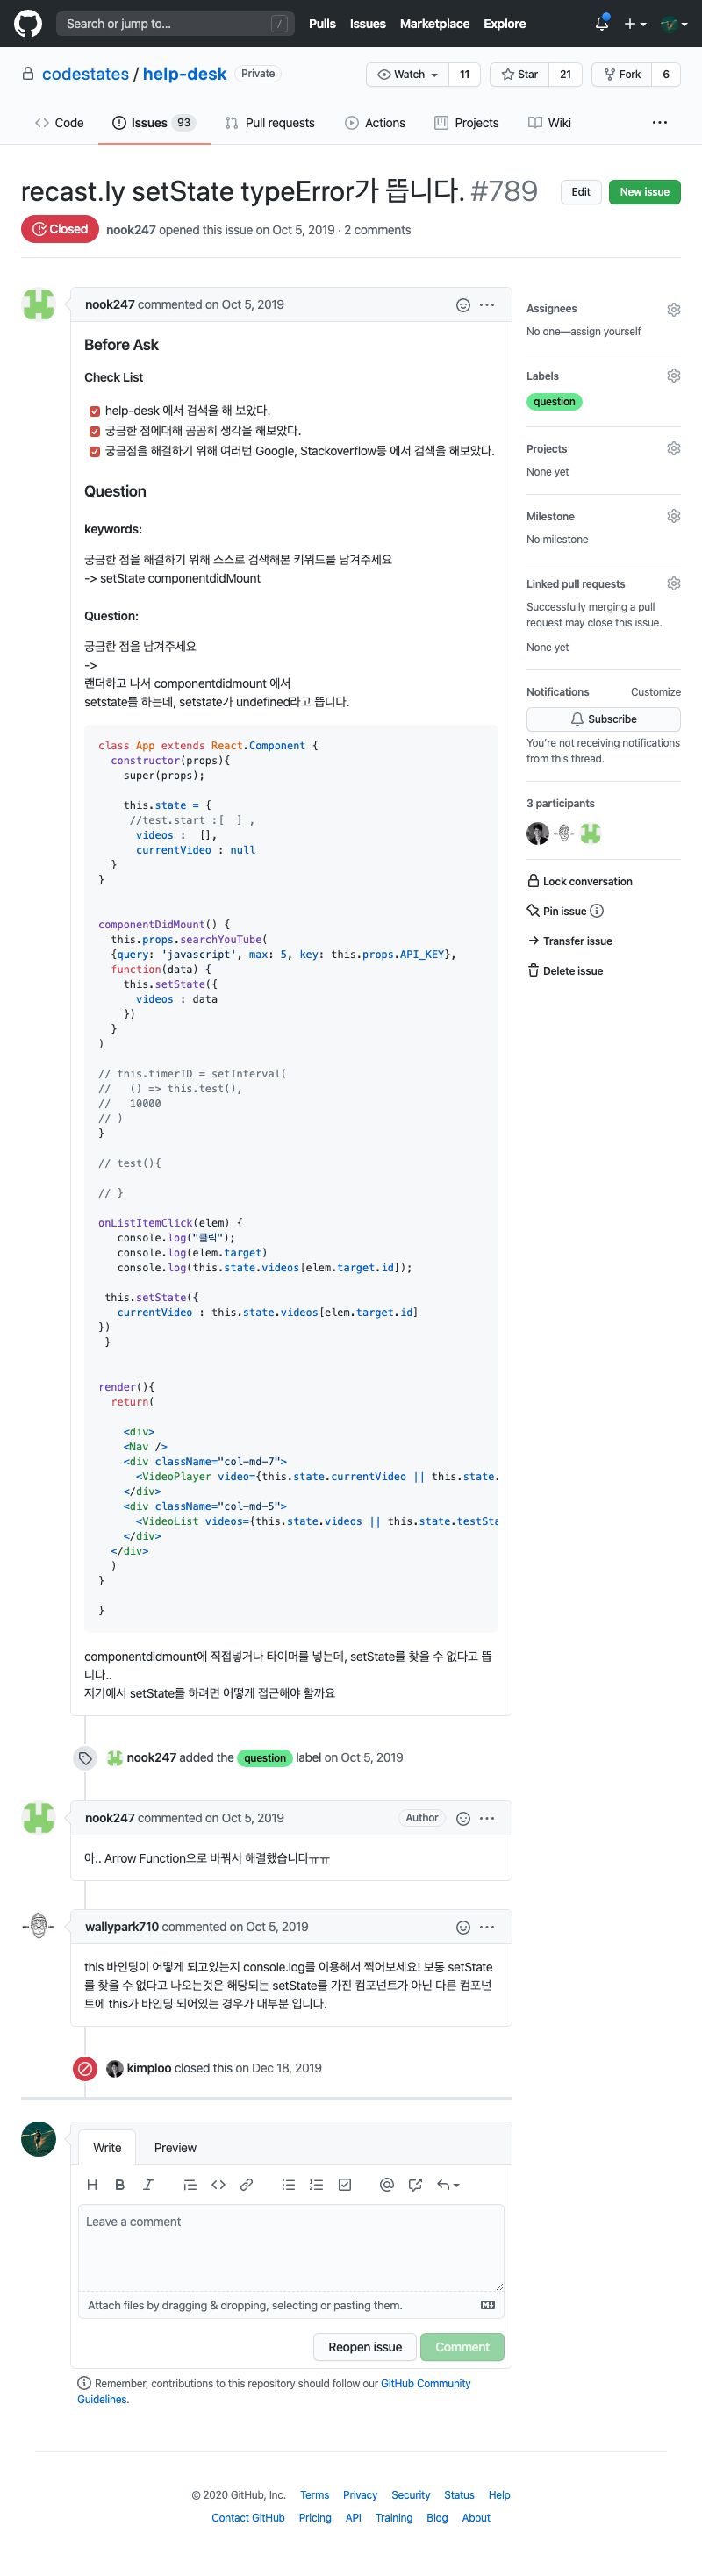 Search or jump to... /
Pulls Issues Marketplace Explore
codestates / help-desk Private
Watch 11 Star 21 Fork 6
Code Issues 93 Pull requests Actions Projects Wiki
recast.ly setState typeError가 뜹니다. #789
Edit New issue
Closed nook247 opened this issue on Oct 5, 2019 · 2 comments
nook247 commented on Oct 5, 2019
Before Ask
Check List
help-desk 에서 검색을 해 보았다.
궁금한 점에대해 곰곰히 생각을 해보았다.
궁금점을 해결하기 위해 여러번 Google, Stackoverflow등 에서 검색을 해보았다.
Question
keywords:
궁금한 점을 해결하기 위해 스스로 검색해본 키워드를 남겨주세요
-> setState componentdidMount
Question:
궁금한 점을 남겨주세요
->
랜더하고 나서 componentdidmount 에서
setstate를 하는데, setstate가 undefined라고 뜹니다.
class App extends React.Component {
constructor(props){
super(props);
this.state = {
//test.start :[ ] ,
videos : [],
currentVideo : null
}
}
componentDidMount() {
this.props.searchYouTube(
{query: 'javascript', max: 5, key: this.props.API_KEY},
function(data) {
this.setState({
videos : data
})
}
)
// this.timerID = setInterval(
// () => this.test(),
// 10000
// )
}
// test(){
// }
onListItemClick(elem) {
console.log("클릭");
console.log(elem.target)
console.log(this.state.videos[elem.target.id]);
this.setState({
currentVideo : this.state.videos[elem.target.id]
})
}
render(){
return(
<div>
<Nav />
<div className="col-md-7">
<VideoPlayer video={this.state.currentVideo || this.state.
</div>
<div className="col-md-5">
<VideoList videos={this.state.videos || this.state.testSta
</div>
</div>
)
}
}
componentdidmount에 직접넣거나 타이머를 넣는데, setState를 찾을 수 없다고 뜹
니다..
저기에서 setState를 하려면 어떻게 접근해야 할까요
Assignees
No one—assign yourself
Labels
question
Projects
None yet
Milestone
No milestone
Linked pull requests
Successfully merging a pull
request may close this issue.
None yet
Notifications Customize
Subscribe
You're not receiving notifications
from this thread.
3 participants
Lock conversation
Pin issue
Transfer issue
Delete issue
nook247 added the question label on Oct 5, 2019
nook247 commented on Oct 5, 2019 Author
아.. Arrow Function으로 바꿔서 해결했습니다ㅠㅠ
wallypark710 commented on Oct 5, 2019
this 바인딩이 어떻게 되고있는지 console.log를 이용해서 찍어보세요! 보통 setState
를 찾을 수 없다고 나오는것은 해당되는 setState를 가진 컴포넌트가 아닌 다른 컴포넌
트에 this가 바인딩 되어있는 경우가 대부분 입니다.
kimploo closed this on Dec 18, 2019
Write Preview
Leave a comment
Attach files by dragging & dropping, selecting or pasting them.
Reopen issue Comment
Remember, contributions to this repository should follow our GitHub Community
Guidelines.
© 2020 GitHub, Inc. Terms Privacy Security Status Help
Contact GitHub Pricing API Training Blog About